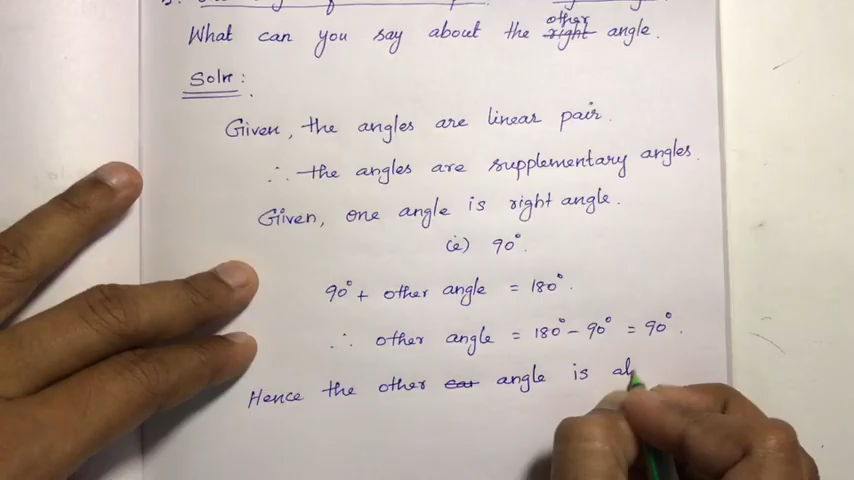 What can you say about the right other angle.
Soln:
Given, the angles are linear pair.
∴ the angles are supplementary angles.
Given, one angle is right angle.
(ie) 90°.
90° + other angle = 180°.
∴ other angle = 180° - 90° = 90°.
Hence the other angle is al